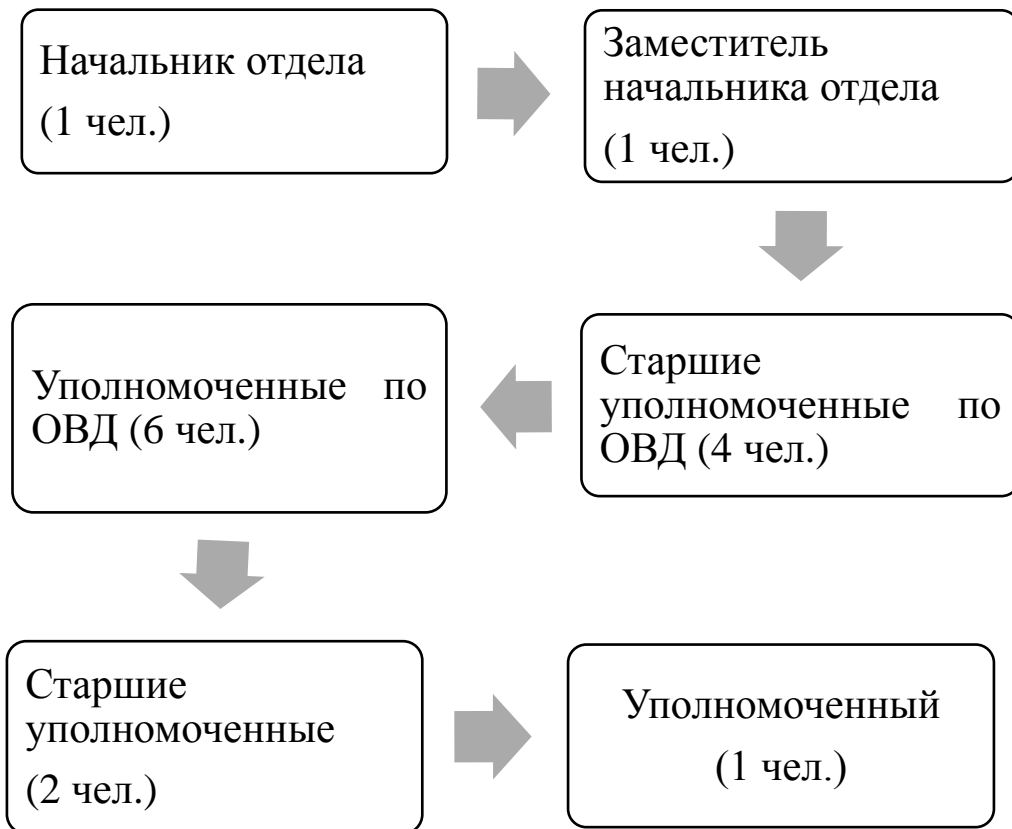 Начальник отдела
(1 чел.)
Заместитель
начальника отдела
(1 чел.)
Старшие
уполномоченные по
ОВД (4 чел.)
Уполномоченные по
ОВД (6 чел.)
Старшие
уполномоченные
(2 чел.)
Уполномоченный
(1 чел.)